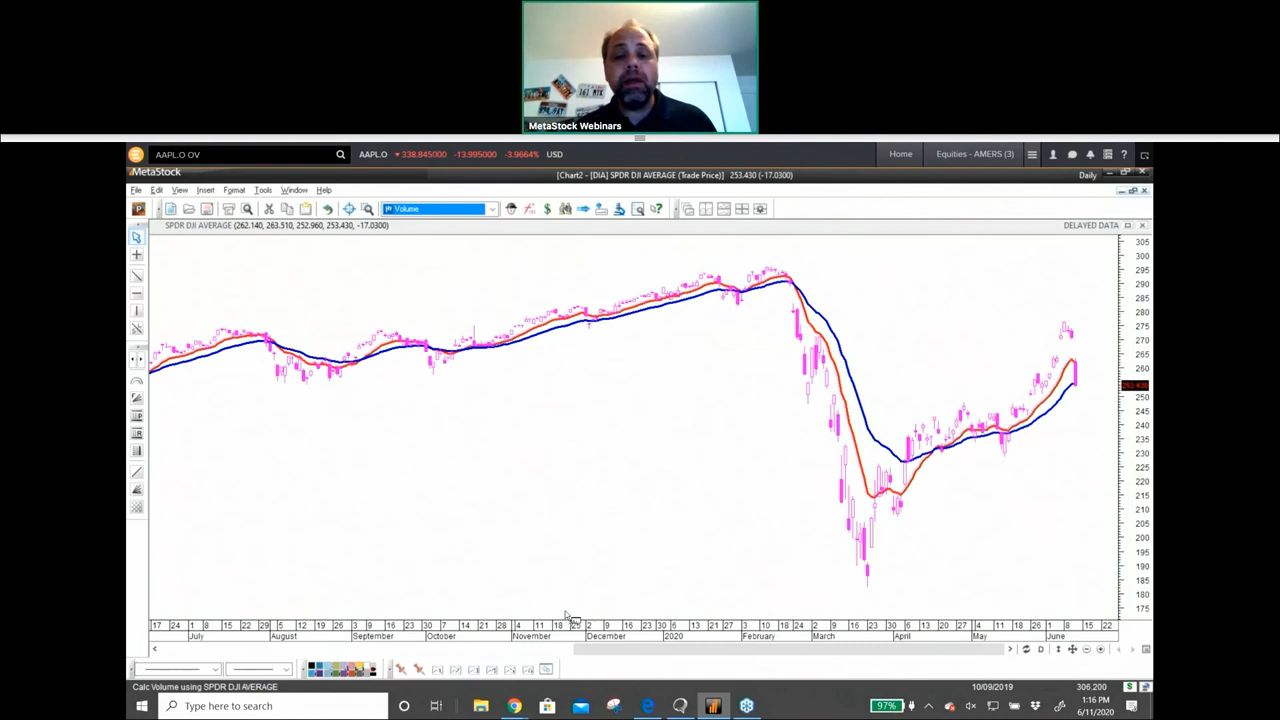 MetaStock Webinars
AAPL.O OV
AAPL.O 338.845000 -13.995000 -3.9664% USD
Home Equities - AMERS (3)
MetaStock
[Chart2 - [DIA] SPDR DJI AVERAGE (Trade Price)] 253.430 (-17.0300)
Daily
File Edit View Insert Format Tools Window Help
Volume
SPDR DJI AVERAGE (262.140, 263.510, 252.960, 253.430, -17.0300)
DELAYED DATA
305
300
295
290
285
280
275
270
265
260
253.430
250
245
240
235
230
225
220
215
210
205
200
195
190
185
180
175
17 24 1 8 15 22 29 5 12 19 26 3 9 16 23 30 7 14 21 28 4 11 18 25 2 9 16 23 30 6 13 21 27 3 10 18 24 2 9 16 23 30 6 13 20 27 4 11 18 26 1 8 15 22
July August September October November December 2020 February March April May June
Calc Volume using SPDR DJI AVERAGE
10/09/2019 306.200
Type here to search
97%
1:16 PM
6/11/2020